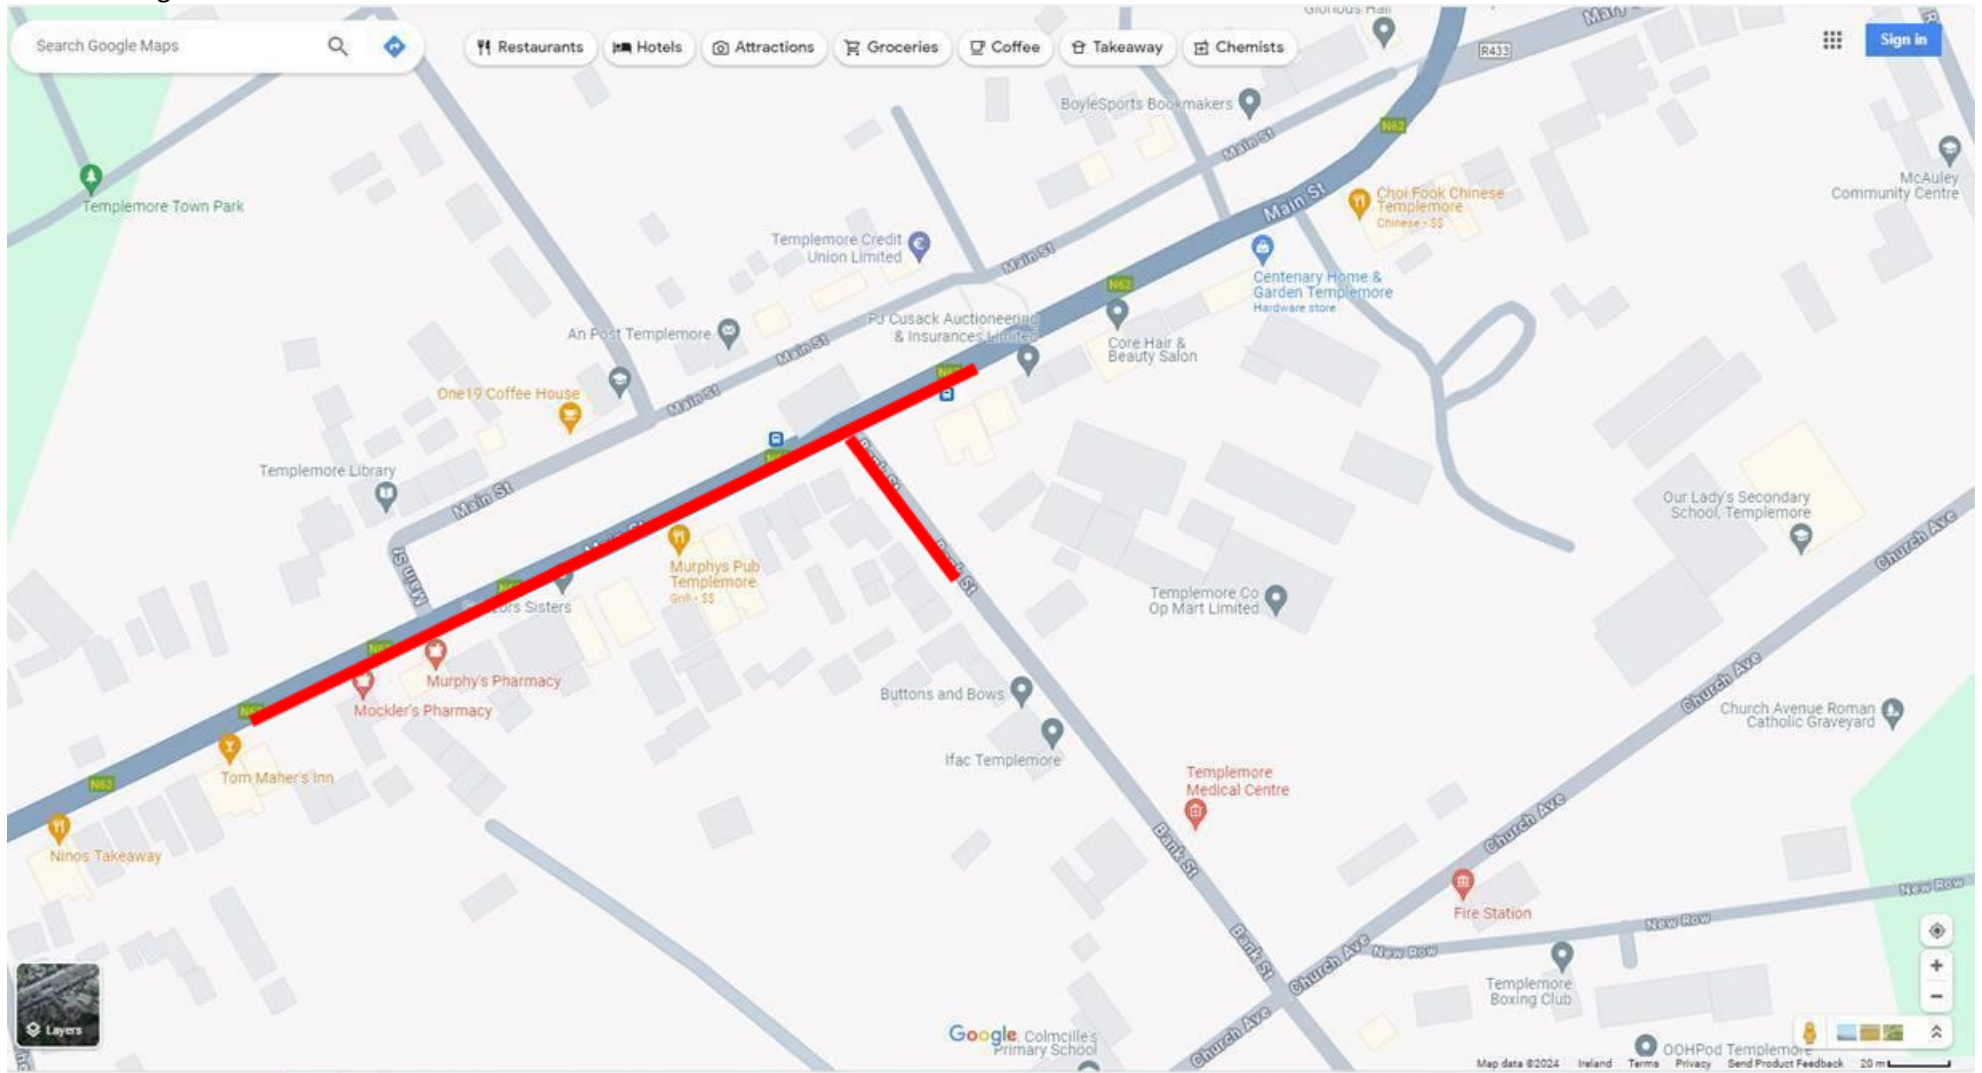 Search Google Maps
Restaurants
Hotels
Attractions
Groceries
Coffee
Takeaway
Chemists
Sign in
R433
BoyleSports Bookmakers
Main St
N62
McAuley
Community Centre
Templemore Town Park
Main St
Choi Fook Chinese
Templemore
Chinese • $$
Templemore Credit
Union Limited
Main St
Centenary Home &
Garden Templemore
Hardware store
N62
PJ Cusack Auctioneering
& Insurances Limited
Core Hair &
Beauty Salon
An Post Templemore
Main St
One19 Coffee House
Main St
Templemore Library
Main St
Bank St
Our Lady's Secondary
School, Templemore
Church Ave
Main St
Murphys Pub
Templemore
Grill • $$
Sisters
Bank St
Templemore Co
Op Mart Limited
Murphy's Pharmacy
Mockler's Pharmacy
Buttons and Bows
Church Ave
Church Avenue Roman
Catholic Graveyard
Ifac Templemore
Tom Maher's Inn
N62
Templemore
Medical Centre
Ninos Takeaway
Bank St
Church Ave
Fire Station
New Row
New Row
New Row
Bank St
Church Ave
Templemore
Boxing Club
Layers
Google
Colmcille's
Primary School
Church Ave
OOHPod Templemore
Map data ©2024
Ireland
Terms
Privacy
Send Product Feedback
20 m